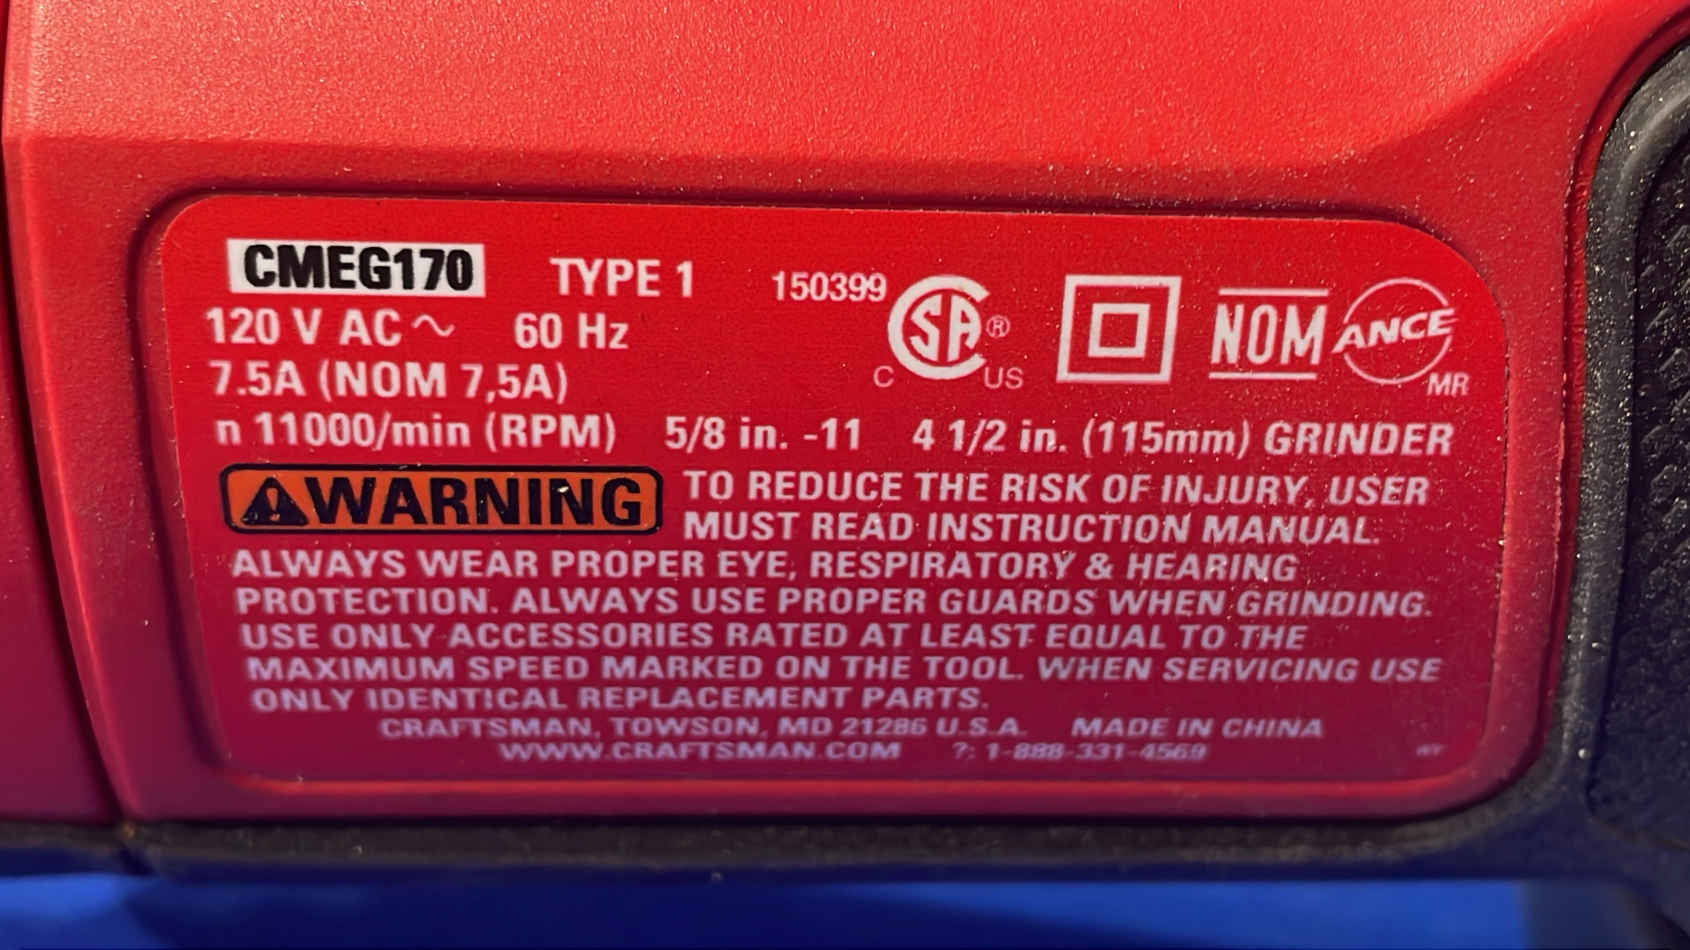 CMEG170 TYPE 1 150399 CSA® C US NOM ANCE MR
120 V AC ~ 60 Hz
7.5A (NOM 7,5A)
n 11000/min (RPM) 5/8 in. -11 4 1/2 in. (115mm) GRINDER
WARNING TO REDUCE THE RISK OF INJURY, USER
MUST READ INSTRUCTION MANUAL.
ALWAYS WEAR PROPER EYE, RESPIRATORY & HEARING
PROTECTION. ALWAYS USE PROPER GUARDS WHEN GRINDING.
USE ONLY ACCESSORIES RATED AT LEAST EQUAL TO THE
MAXIMUM SPEED MARKED ON THE TOOL. WHEN SERVICING USE
ONLY IDENTICAL REPLACEMENT PARTS.
CRAFTSMAN, TOWSON, MD 21286 U.S.A. MADE IN CHINA
WWW.CRAFTSMAN.COM ?: 1-888-331-4569